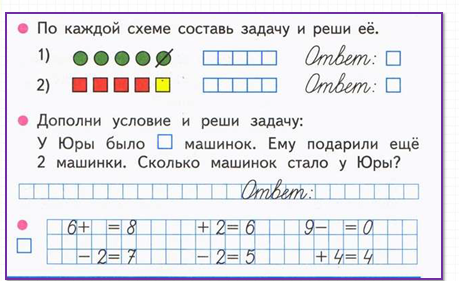 По каждой схеме составь задачу и реши её.
1) Ответ:
2) Ответ:
Дополни условие и реши задачу:
У Юры было машинок. Ему подарили ещё
2 машинки. Сколько машинок стало у Юры?
Ответ:
6+ =8 +2=6 9- =0
-2=7 -2=5 +4=4